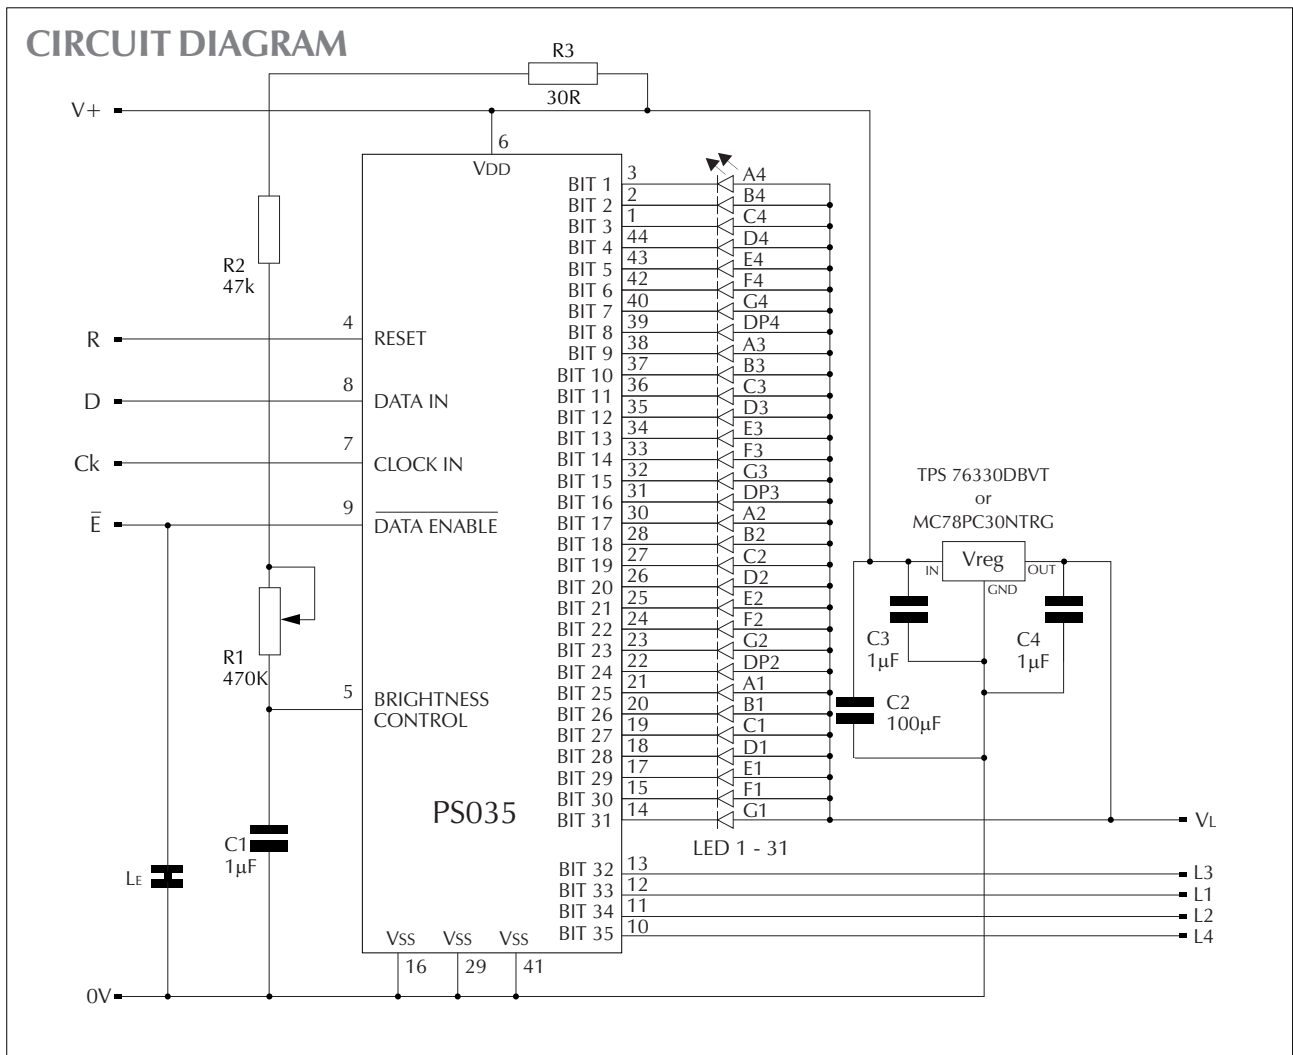 CIRCUIT DIAGRAM
R3
30R
V+
6
VDD
R2
47k
R
4
RESET
D
8
DATA IN
Ck
7
CLOCK IN
E̅
9
DATA ENABLE
R1
470K
5
BRIGHTNESS
CONTROL
PS035
C1
1µF
LE
VSS
VSS
VSS
16
29
41
0V
BIT 1 3 A4
BIT 2 2 B4
BIT 3 1 C4
BIT 4 44 D4
BIT 5 43 E4
BIT 6 42 F4
BIT 7 40 G4
BIT 8 39 DP4
BIT 9 38 A3
BIT 10 37 B3
BIT 11 36 C3
BIT 12 35 D3
BIT 13 34 E3
BIT 14 33 F3
BIT 15 32 G3
BIT 16 31 DP3
BIT 17 30 A2
BIT 18 28 B2
BIT 19 27 C2
BIT 20 26 D2
BIT 21 25 E2
BIT 22 24 F2
BIT 23 23 G2
BIT 24 22 DP2
BIT 25 21 A1
BIT 26 20 B1
BIT 27 19 C1
BIT 28 18 D1
BIT 29 17 E1
BIT 30 15 F1
BIT 31 14 G1
LED 1 - 31
BIT 32 13 L3
BIT 33 12 L1
BIT 34 11 L2
BIT 35 10 L4
TPS 76330DBVT
or
MC78PC30NTRG
IN
Vreg
OUT
GND
C3
1µF
C4
1µF
C2
100µF
VL